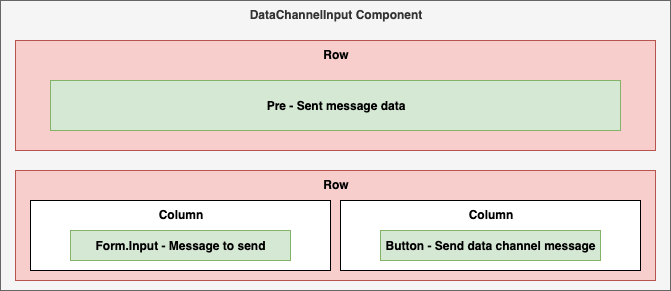 DataChannelInput Component
Row
Pre - Sent message data
Row
Column
Column
Form.Input - Message to send
Button - Send data channel message